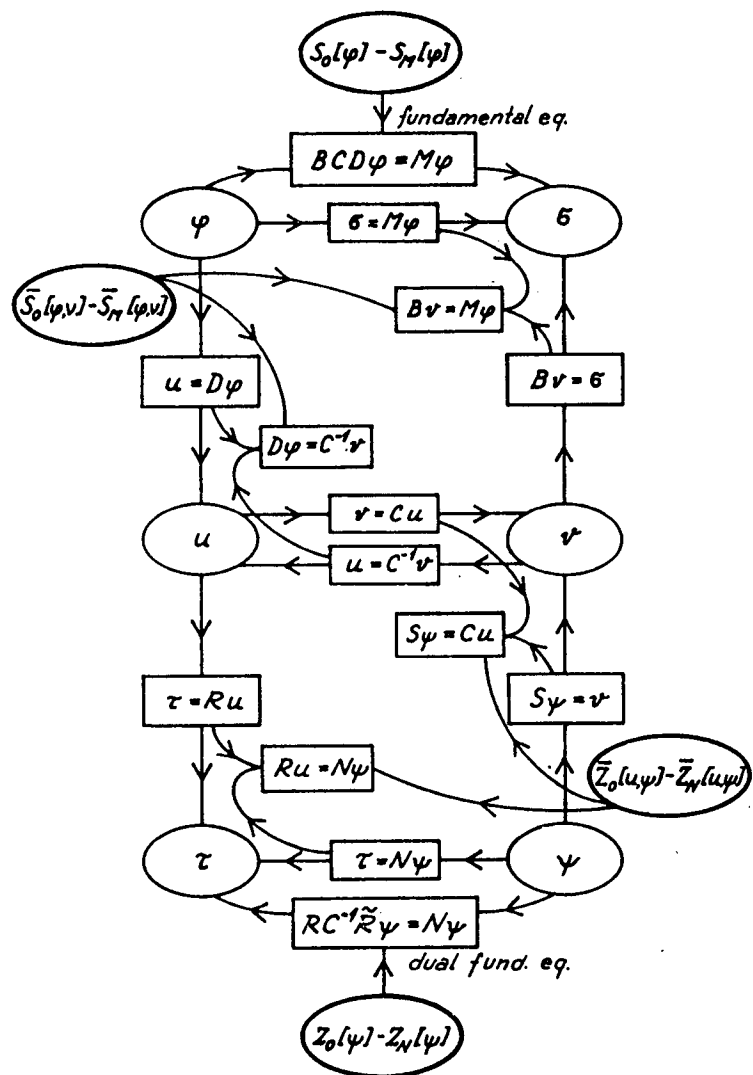 S₀[φ] - S_M[φ]
fundamental eq.
BCDφ = Mφ
φ
σ = Mφ
σ
S̅₀[φ,v] - S̅_M[φ,v]
Bv = Mφ
u = Dφ
Bv = σ
Dφ = C⁻¹v
u
v = Cu
v
u = C⁻¹v
Sψ = Cu
τ = Ru
Sψ = v
Ru = Nψ
Z̅₀[u,ψ] - Z̅_N[u,ψ]
τ
τ = Nψ
ψ
RC⁻¹R̃ψ = Nψ
dual fund. eq.
Z₀[ψ] - Z_N[ψ]